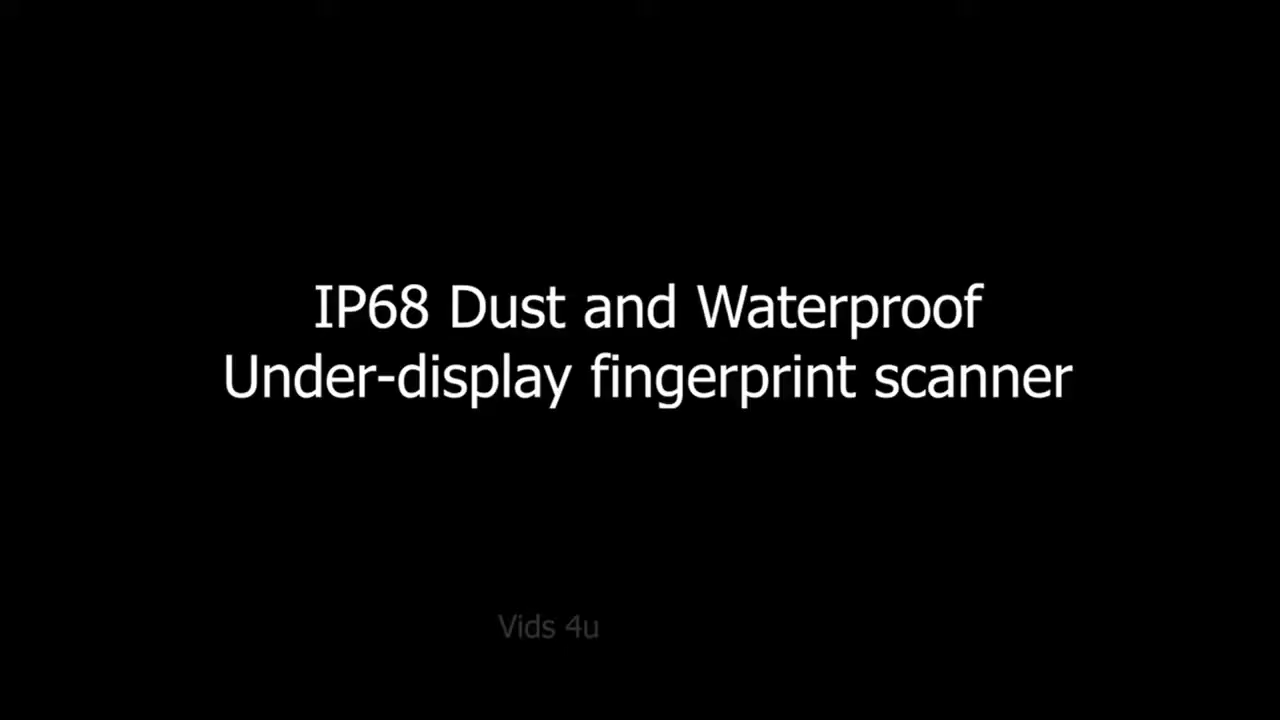 IP68 Dust and Waterproof
Under-display fingerprint scanner
Vids 4u